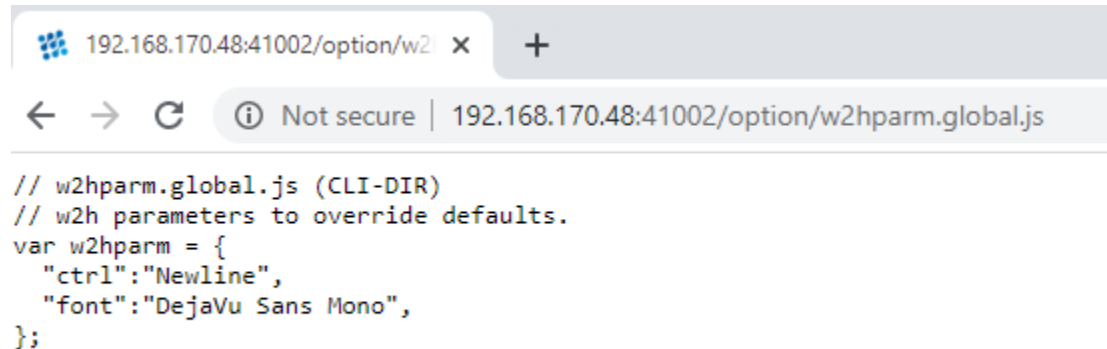 192.168.170.48:41002/option/w2
Not secure | 192.168.170.48:41002/option/w2hparm.global.js
// w2hparm.global.js (CLI-DIR)
// w2h parameters to override defaults.
var w2hparm = {
  "ctrl":"Newline",
  "font":"DejaVu Sans Mono",
};